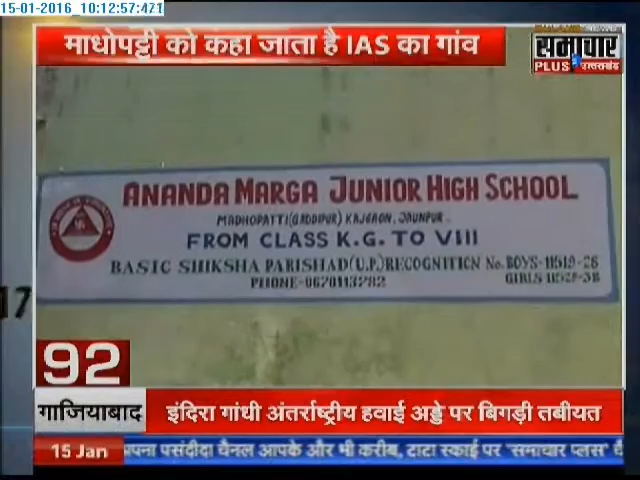 15-01-2016_10:12:57:471
माधोपट्टी को कहा जाता है IAS का गांव
समाचार
PLUS उत्तराखंड
ANANDA MARGA JUNIOR HIGH SCHOOL
MADHOPATTI(GADDIPUR) KAJGAON, JAUNPUR.
FROM CLASS K.G. TO VIII
BASIC SHIKSHA PARISHAD(U.P.)RECOGNITION No. BOYS-11519-26
GIRLS
PHONE-
17
92
गाजियाबाद
इंदिरा गांधी अंतर्राष्ट्रीय हवाई अड्डे पर बिगड़ी तबीयत
15 Jan
अपना पसंदीदा चैनल आपके और भी करीब, टाटा स्काई पर 'समाचार प्लस'